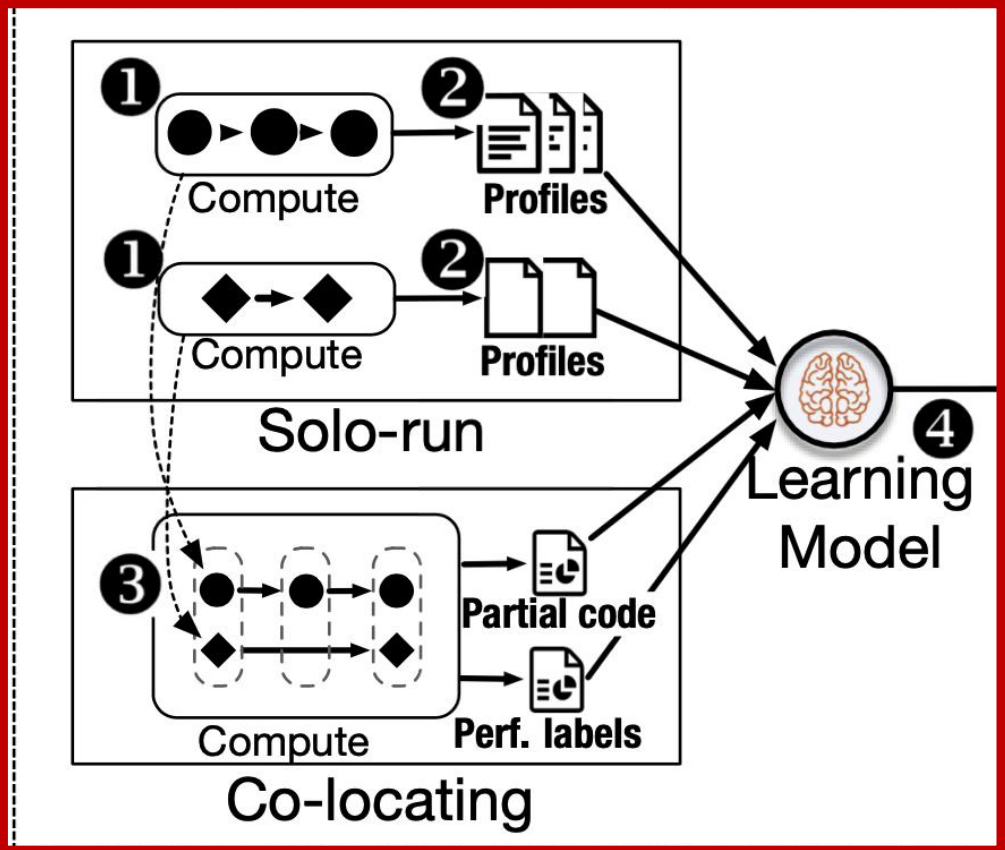 1
2
Compute
Profiles
1
2
Compute
Profiles
Solo-run
4
Learning
Model
3
Partial code
Compute
Perf. labels
Co-locating